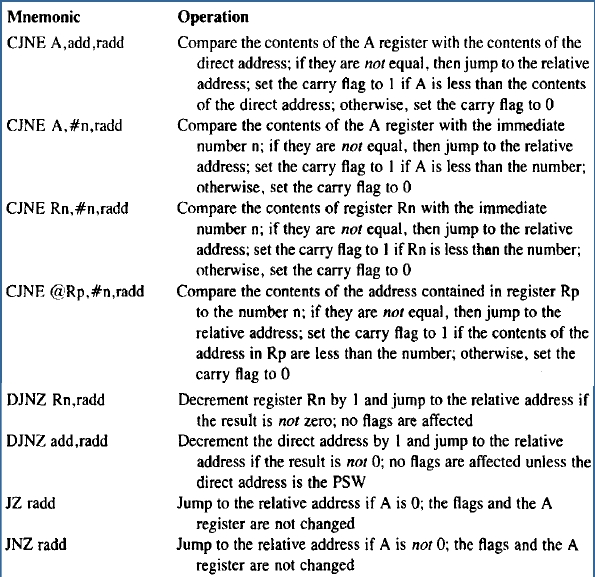 Mnemonic Operation
CJNE A,add,radd Compare the contents of the A register with the contents of the
direct address; if they are not equal, then jump to the relative
address; set the carry flag to 1 if A is less than the contents
of the direct address; otherwise, set the carry flag to 0
CJNE A,#n,radd Compare the contents of the A register with the immediate
number n; if they are not equal, then jump to the relative
address; set the carry flag to 1 if A is less than the number;
otherwise, set the carry flag to 0
CJNE Rn,#n,radd Compare the contents of register Rn with the immediate
number n; if they are not equal, then jump to the relative
address; set the carry flag to 1 if Rn is less than the number;
otherwise, set the carry flag to 0
CJNE @Rp,#n,radd Compare the contents of the address contained in register Rp
to the number n; if they are not equal, then jump to the
relative address; set the carry flag to 1 if the contents of the
address in Rp are less than the number; otherwise, set the
carry flag to 0
DJNZ Rn,radd Decrement register Rn by 1 and jump to the relative address if
the result is not zero; no flags are affected
DJNZ add,radd Decrement the direct address by 1 and jump to the relative
address if the result is not 0; no flags are affected unless the
direct address is the PSW
JZ radd Jump to the relative address if A is 0; the flags and the A
register are not changed
JNZ radd Jump to the relative address if A is not 0; the flags and the A
register are not changed